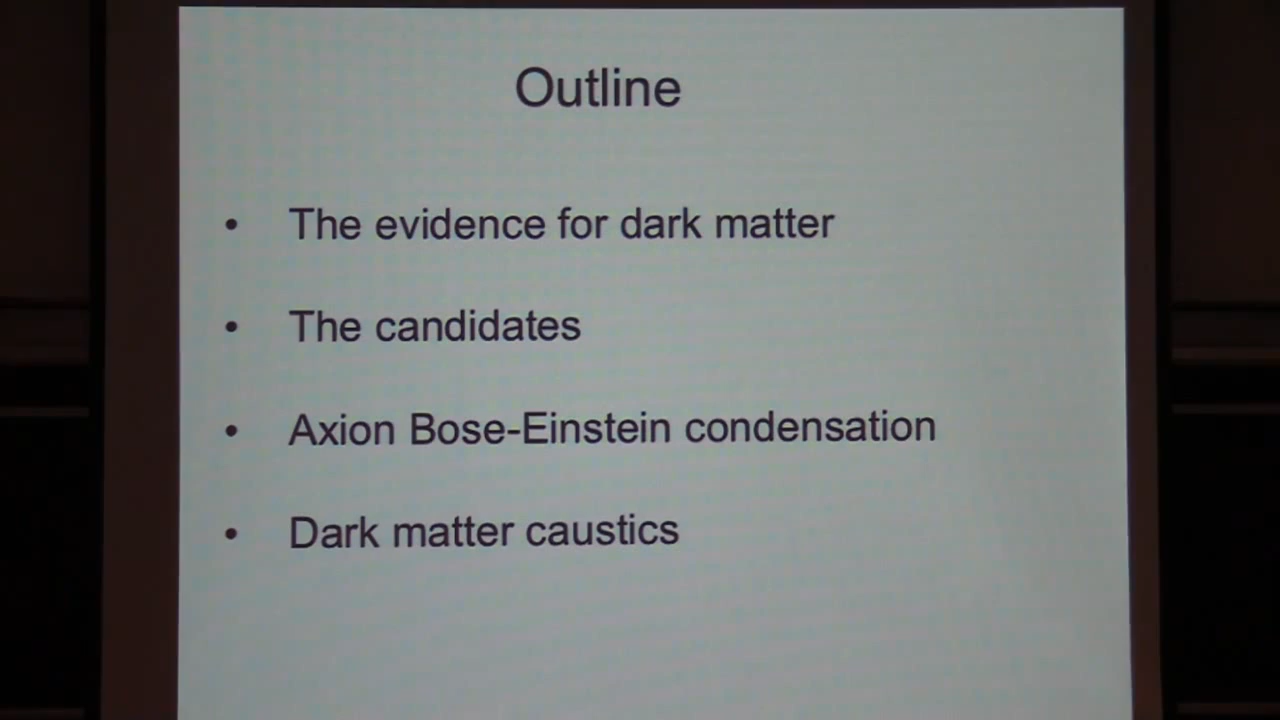 Outline
• The evidence for dark matter
• The candidates
• Axion Bose-Einstein condensation
• Dark matter caustics